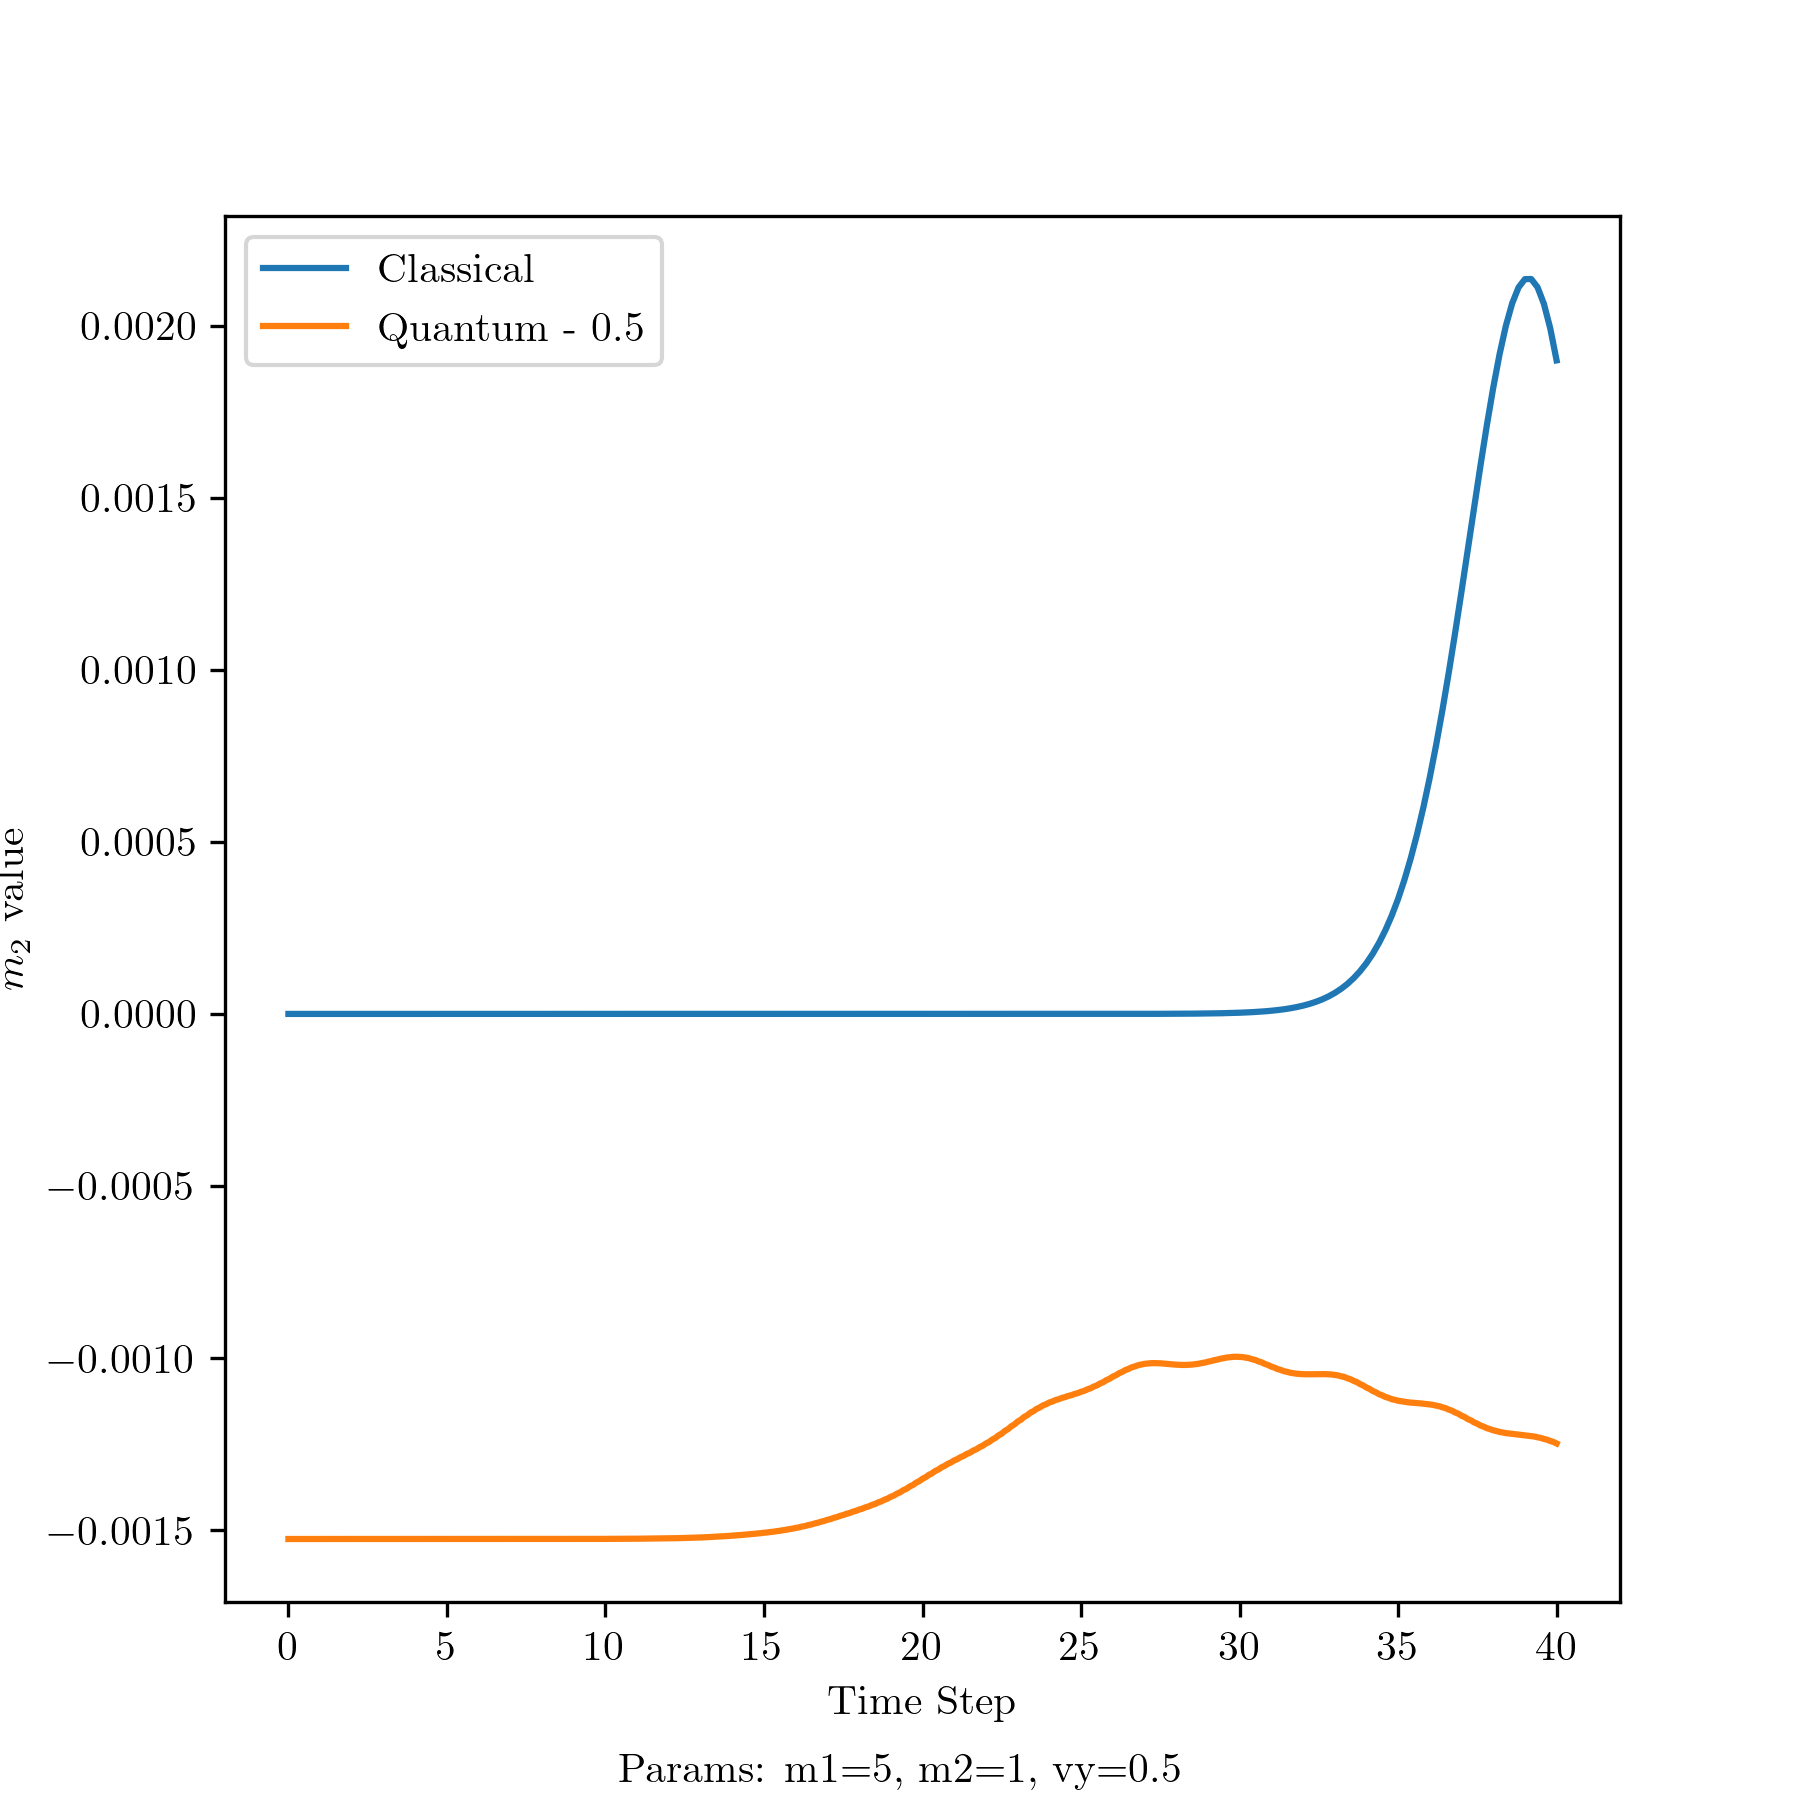 Classical
Quantum - 0.5
0.0020
0.0015
0.0010
0.0005
0.0000
−0.0005
−0.0010
−0.0015
m₂ value
0 5 10 15 20 25 30 35 40
Time Step
Params: m1=5, m2=1, vy=0.5